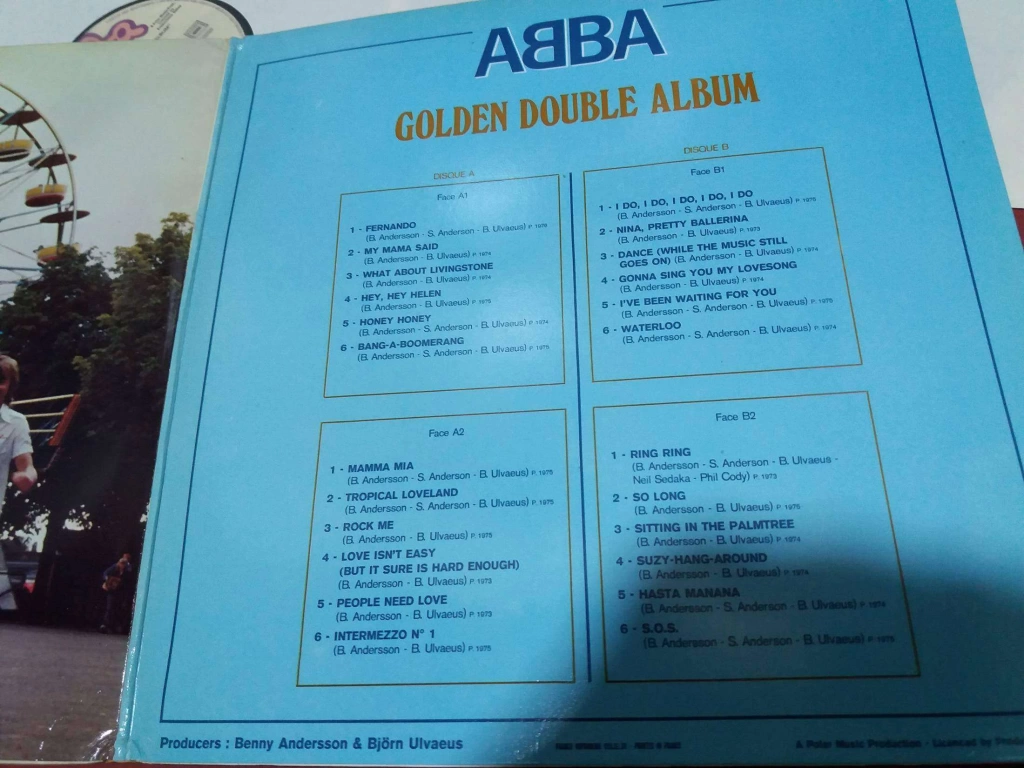 ABBA
GOLDEN DOUBLE ALBUM
DISQUE A
Face A1
1 - FERNANDO
(B. Andersson - S. Anderson - B. Ulvaeus) P. 1976
2 - MY MAMA SAID
(B. Andersson - B. Ulvaeus) P. 1974
3 - WHAT ABOUT LIVINGSTONE
(B. Andersson - B. Ulvaeus) P. 1974
4 - HEY, HEY HELEN
(B. Andersson - B. Ulvaeus) P. 1975
5 - HONEY HONEY
(B. Andersson - S. Anderson - B. Ulvaeus) P. 1974
6 - BANG-A-BOOMERANG
(B. Andersson - S. Anderson - B. Ulvaeus) P. 1975
Face A2
1 - MAMMA MIA
(B. Andersson - S. Anderson - B. Ulvaeus) P. 1975
2 - TROPICAL LOVELAND
(B. Andersson - S. Anderson - B. Ulvaeus) P. 1975
3 - ROCK ME
(B. Andersson - B. Ulvaeus) P. 1975
4 - LOVE ISN'T EASY
(BUT IT SURE IS HARD ENOUGH)
(B. Andersson - B. Ulvaeus) P. 1973
5 - PEOPLE NEED LOVE
(B. Andersson - B. Ulvaeus) P. 1973
6 - INTERMEZZO N° 1
(B. Andersson - B. Ulvaeus) P. 1975
DISQUE B
Face B1
1 - I DO, I DO, I DO, I DO, I DO
(B. Andersson - S. Anderson - B. Ulvaeus) P. 1975
2 - NINA, PRETTY BALLERINA
(B. Andersson - B. Ulvaeus) P. 1973
3 - DANCE (WHILE THE MUSIC STILL
GOES ON) (B. Andersson - B. Ulvaeus) P. 1974
4 - GONNA SING YOU MY LOVESONG
(B. Andersson - B. Ulvaeus) P. 1974
5 - I'VE BEEN WAITING FOR YOU
(B. Andersson - S. Anderson - B. Ulvaeus) P. 1975
6 - WATERLOO
(B. Andersson - S. Anderson - B. Ulvaeus) P. 1974
Face B2
1 - RING RING
(B. Andersson - S. Anderson - B. Ulvaeus -
Neil Sedaka - Phil Cody) P. 1973
2 - SO LONG
(B. Andersson - B. Ulvaeus) P. 1975
3 - SITTING IN THE PALMTREE
(B. Andersson - B. Ulvaeus) P. 1974
4 - SUZY-HANG-AROUND
(B. Andersson - B. Ulvaeus) P. 1974
5 - HASTA MANANA
(B. Andersson - S. Anderson - B. Ulvaeus) P. 1974
6 - S.O.S.
(B. Andersson - S. Anderson - B. Ulvaeus) P. 1975
Producers : Benny Andersson & Björn Ulvaeus
A Polar Music Production - Licensed by